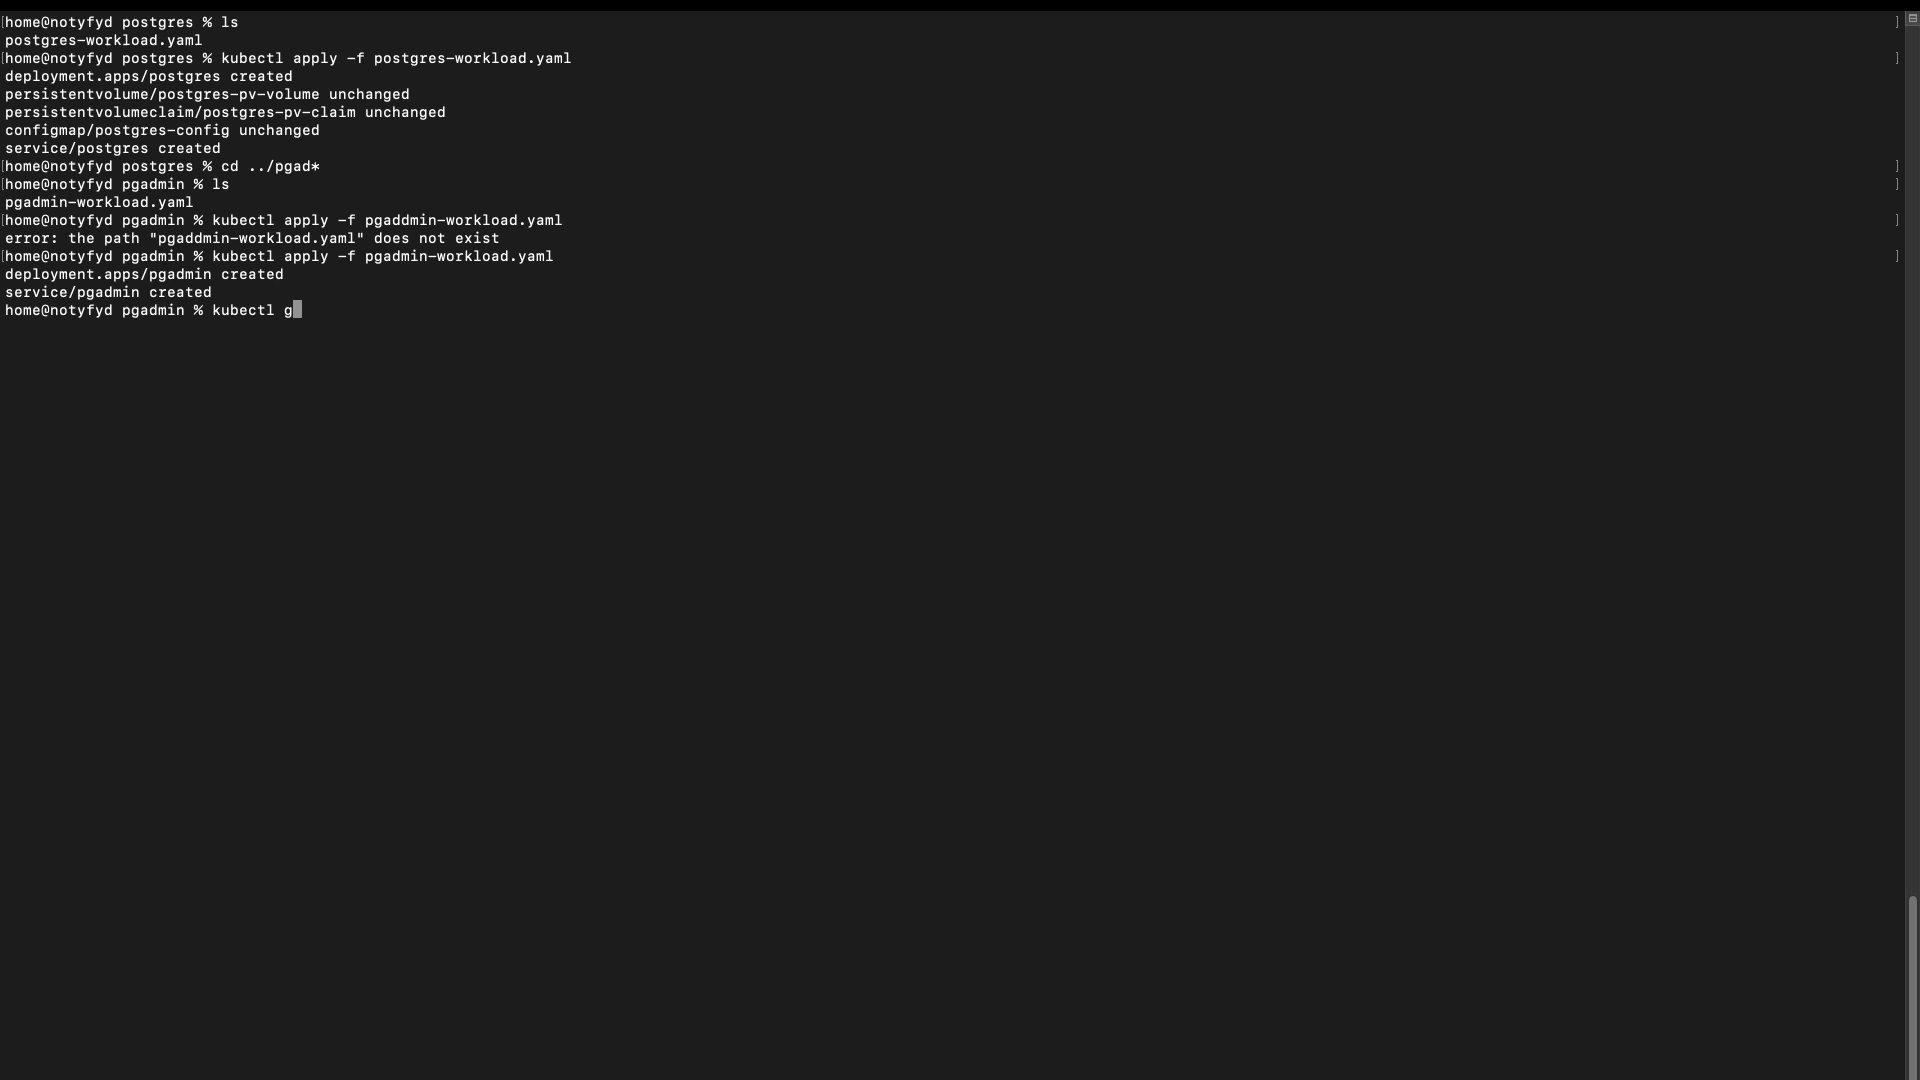 [home@notyfyd postgres % ls ]
postgres-workload.yaml
[home@notyfyd postgres % kubectl apply -f postgres-workload.yaml ]
deployment.apps/postgres created
persistentvolume/postgres-pv-volume unchanged
persistentvolumeclaim/postgres-pv-claim unchanged
configmap/postgres-config unchanged
service/postgres created
[home@notyfyd postgres % cd ../pgad* ]
[home@notyfyd pgadmin % ls ]
pgadmin-workload.yaml
[home@notyfyd pgadmin % kubectl apply -f pgaddmin-workload.yaml ]
error: the path "pgaddmin-workload.yaml" does not exist
[home@notyfyd pgadmin % kubectl apply -f pgadmin-workload.yaml ]
deployment.apps/pgadmin created
service/pgadmin created
home@notyfyd pgadmin % kubectl g